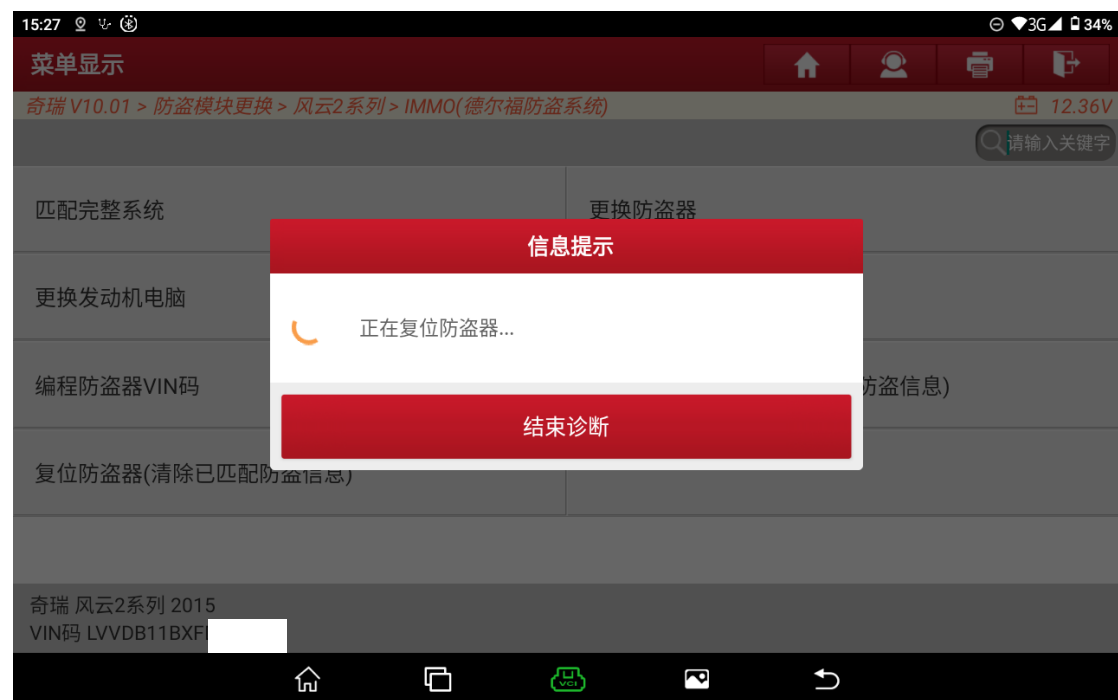 15:27 3G 34%
菜单显示
奇瑞 V10.01 > 防盗模块更换 > 风云2系列 > IMMO(德尔福防盗系统) 12.36V
请输入关键字
匹配完整系统 更换防盗器
信息提示
更换发动机电脑
正在复位防盗器...
编程防盗器VIN码 防盗信息)
结束诊断
复位防盗器(清除已匹配防盗信息)
奇瑞 风云2系列 2015
VIN码 LVVDB11BXF
VCI